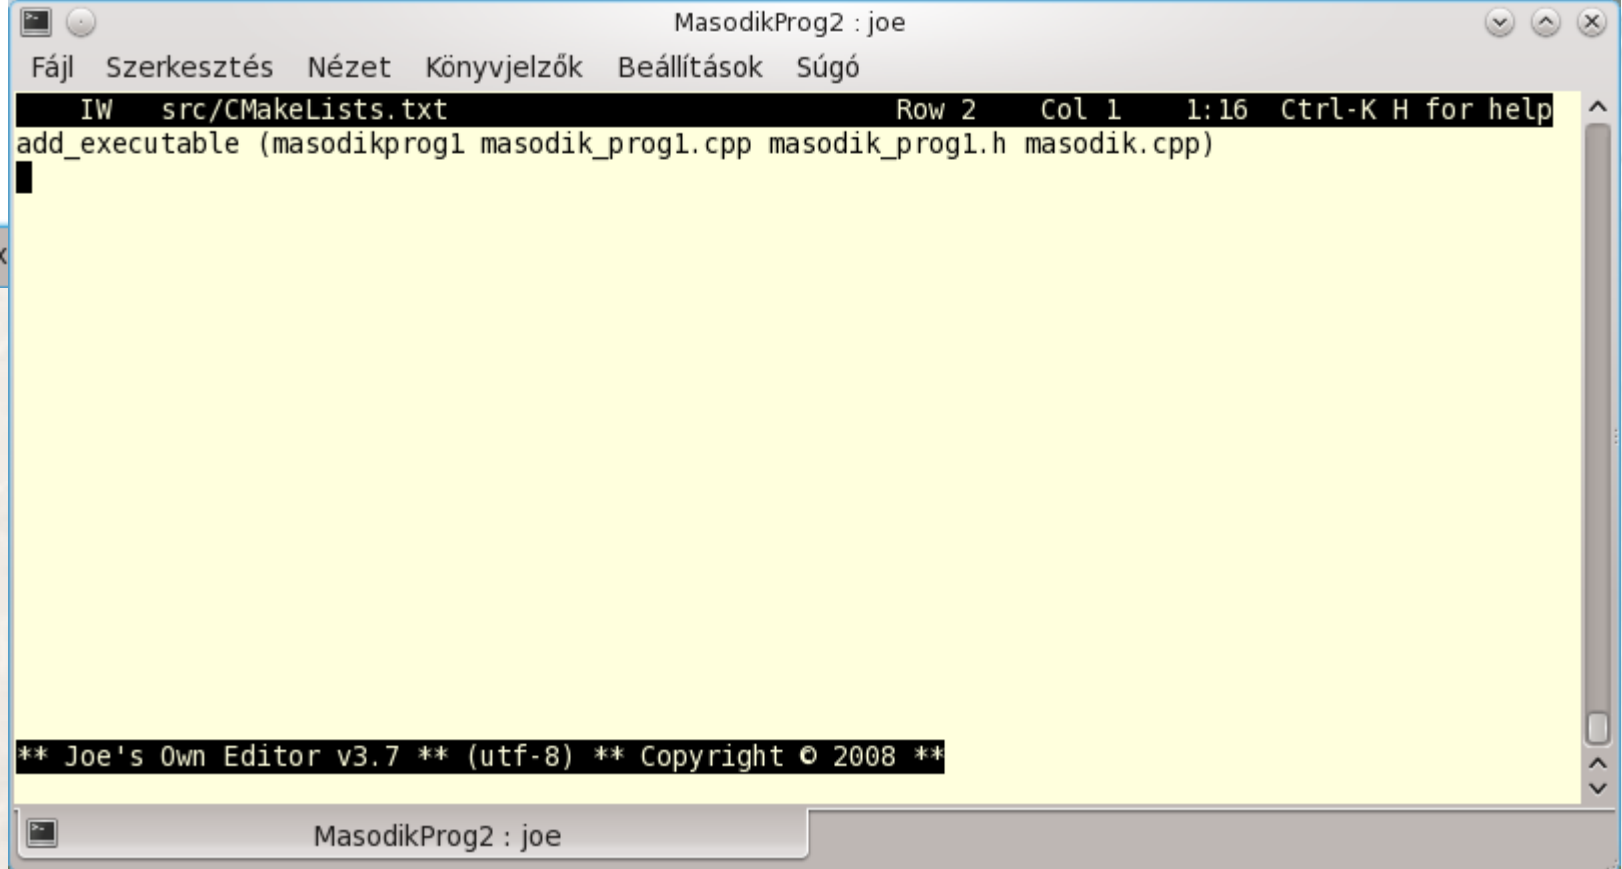 MasodikProg2 : joe
Fájl Szerkesztés Nézet Könyvjelzők Beállítások Súgó
IW src/CMakeLists.txt Row 2 Col 1 1:16 Ctrl-K H for help
add_executable (masodikprog1 masodik_prog1.cpp masodik_prog1.h masodik.cpp)
** Joe's Own Editor v3.7 ** (utf-8) ** Copyright © 2008 **
MasodikProg2 : joe